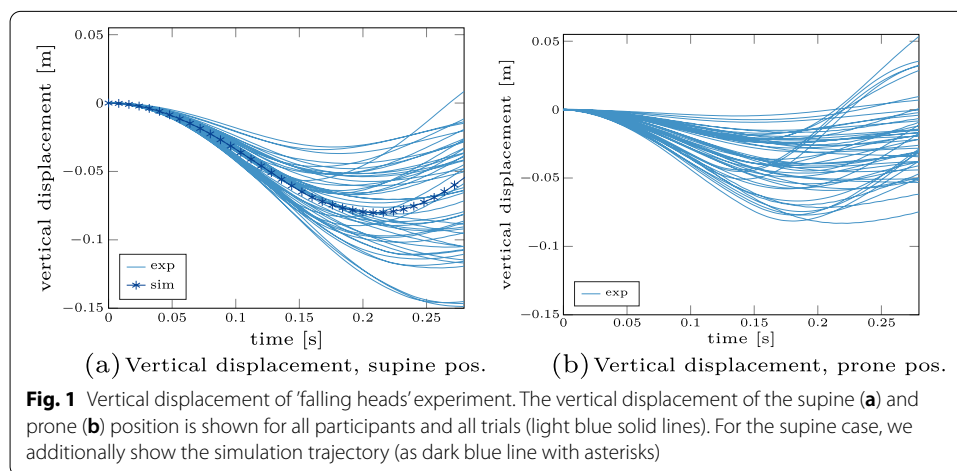 0.05
0
−0.05
−0.1
−0.15
vertical displacement [m]
exp
sim
0 0.05 0.1 0.15 0.2 0.25
time [s]
(a) Vertical displacement, supine pos.
0.05
0
−0.05
−0.1
−0.15
vertical displacement [m]
exp
0 0.05 0.1 0.15 0.2 0.25
time [s]
(b) Vertical displacement, prone pos.
Fig. 1 Vertical displacement of 'falling heads' experiment. The vertical displacement of the supine (a) and
prone (b) position is shown for all participants and all trials (light blue solid lines). For the supine case, we
additionally show the simulation trajectory (as dark blue line with asterisks)